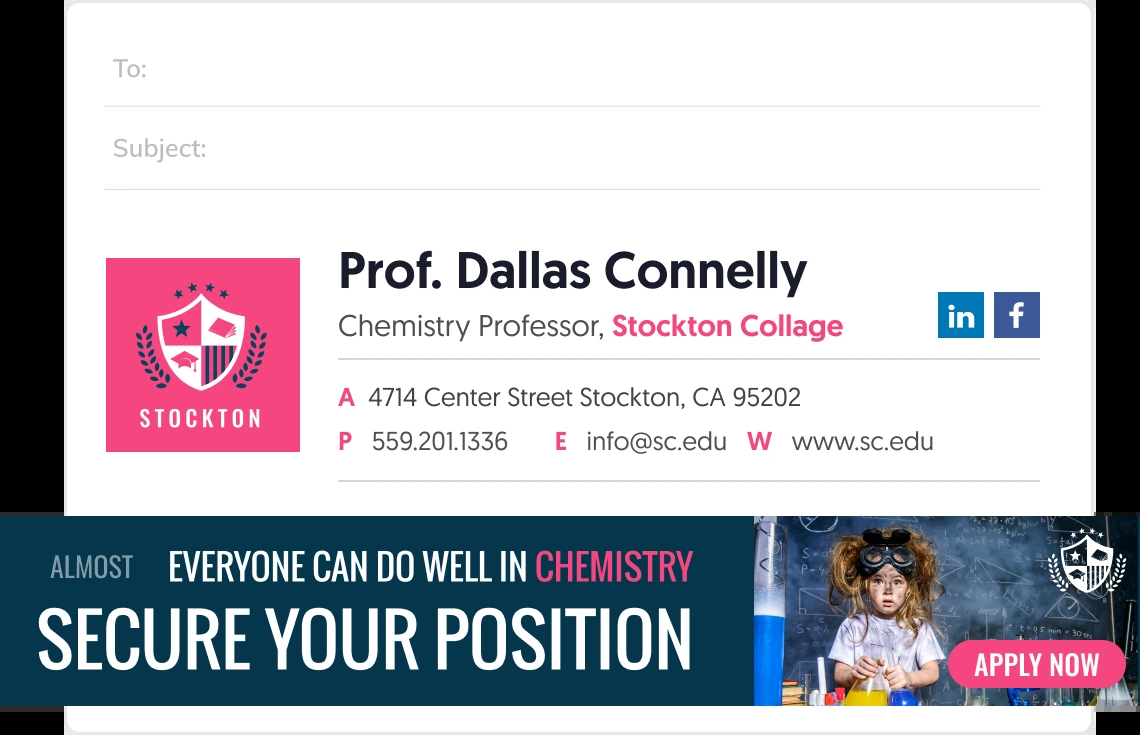 To:
Subject:
Prof. Dallas Connelly
Chemistry Professor, Stockton Collage
in f
STOCKTON
A 4714 Center Street Stockton, CA 95202
P 559.201.1336 E info@sc.edu W www.sc.edu
ALMOST EVERYONE CAN DO WELL IN CHEMISTRY
SECURE YOUR POSITION
APPLY NOW